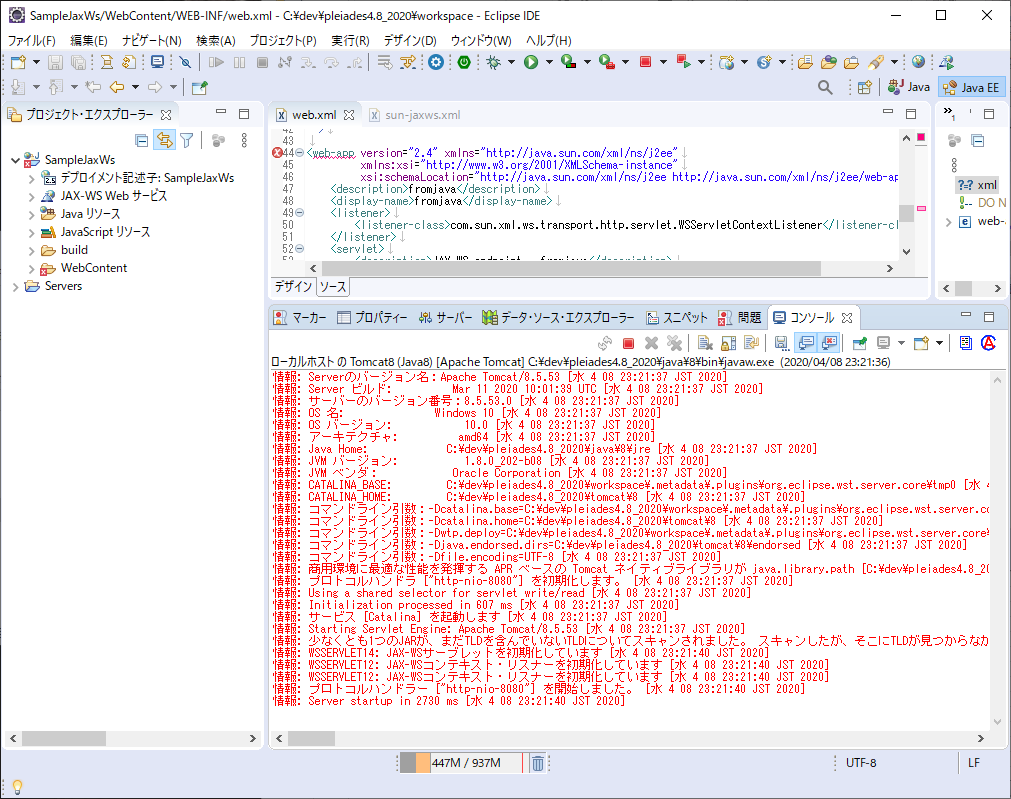 SampleJaxWs/WebContent/WEB-INF/web.xml - C:¥dev¥pleiades4.8_2020¥workspace - Eclipse IDE
ファイル(F) 編集(E) ナビゲート(N) 検索(A) プロジェクト(P) 実行(R) デザイン(D) ウィンドウ(W) ヘルプ(H)
Java
Java EE
プロジェクト・エクスプローラー
SampleJaxWs
デプロイメント記述子: SampleJaxWs
JAX-WS Web サービス
Java リソース
JavaScript リソース
build
WebContent
Servers
web.xml
sun-jaxws.xml
42
43
44 <web-app version="2.4" xmlns="http://java.sun.com/xml/ns/j2ee"
45 xmlns:xsi="http://www.w3.org/2001/XMLSchema-instance"
46 xsi:schemaLocation="http://java.sun.com/xml/ns/j2ee http://java.sun.com/xml/ns/j2ee/web-ap
47 <description>fromjava</description>
48 <display-name>fromjava</display-name>
49 <listener>
50 <listener-class>com.sun.xml.ws.transport.http.servlet.WSServletContextListener</listener-cl
51 </listener>
52 <servlet>
デザイン ソース
»1
?=? xml
DO N
web-
マーカー プロパティー サーバー データ・ソース・エクスプローラー スニペット 問題 コンソール
ローカルホスト の Tomcat8 (Java8) [Apache Tomcat] C:¥dev¥pleiades4.8_2020¥java¥8¥bin¥javaw.exe (2020/04/08 23:21:36)
情報: Serverのバージョン名：Apache Tomcat/8.5.53 [水 4 08 23:21:37 JST 2020]
情報: Server ビルド: Mar 11 2020 10:01:39 UTC [水 4 08 23:21:37 JST 2020]
情報: サーバーのバージョン番号：8.5.53.0 [水 4 08 23:21:37 JST 2020]
情報: OS 名: Windows 10 [水 4 08 23:21:37 JST 2020]
情報: OS バージョン: 10.0 [水 4 08 23:21:37 JST 2020]
情報: アーキテクチャ: amd64 [水 4 08 23:21:37 JST 2020]
情報: Java Home: C:¥dev¥pleiades4.8_2020¥java¥8¥jre [水 4 08 23:21:37 JST 2020]
情報: JVM バージョン: 1.8.0_202-b08 [水 4 08 23:21:37 JST 2020]
情報: JVM ベンダ: Oracle Corporation [水 4 08 23:21:37 JST 2020]
情報: CATALINA_BASE: C:¥dev¥pleiades4.8_2020¥workspace¥.metadata¥.plugins¥org.eclipse.wst.server.core¥tmp0 [水 4
情報: CATALINA_HOME: C:¥dev¥pleiades4.8_2020¥tomcat¥8 [水 4 08 23:21:37 JST 2020]
情報: コマンドライン引数：-Dcatalina.base=C:¥dev¥pleiades4.8_2020¥workspace¥.metadata¥.plugins¥org.eclipse.wst.server.co
情報: コマンドライン引数：-Dcatalina.home=C:¥dev¥pleiades4.8_2020¥tomcat¥8 [水 4 08 23:21:37 JST 2020]
情報: コマンドライン引数：-Dwtp.deploy=C:¥dev¥pleiades4.8_2020¥workspace¥.metadata¥.plugins¥org.eclipse.wst.server.core¥
情報: コマンドライン引数：-Djava.endorsed.dirs=C:¥dev¥pleiades4.8_2020¥tomcat¥8¥endorsed [水 4 08 23:21:37 JST 2020]
情報: コマンドライン引数：-Dfile.encoding=UTF-8 [水 4 08 23:21:37 JST 2020]
情報: 商用環境に最適な性能を発揮する APR ベースの Tomcat ネイティブライブラリが java.library.path [C:¥dev¥pleiades4.8_20
情報: プロトコルハンドラ ["http-nio-8080"] を初期化します。 [水 4 08 23:21:37 JST 2020]
情報: Using a shared selector for servlet write/read [水 4 08 23:21:37 JST 2020]
情報: Initialization processed in 607 ms [水 4 08 23:21:37 JST 2020]
情報: サービス [Catalina] を起動します [水 4 08 23:21:37 JST 2020]
情報: Starting Servlet Engine: Apache Tomcat/8.5.53 [水 4 08 23:21:37 JST 2020]
情報: 少なくとも1つのJARが、まだTLDを含んでいないTLDについてスキャンされました。 スキャンしたが、そこにTLDが見つからなか
情報: WSSERVLET14: JAX-WSサーブレットを初期化しています [水 4 08 23:21:40 JST 2020]
情報: WSSERVLET12: JAX-WSコンテキスト・リスナーを初期化しています [水 4 08 23:21:40 JST 2020]
情報: WSSERVLET12: JAX-WSコンテキスト・リスナーを初期化しています [水 4 08 23:21:40 JST 2020]
情報: プロトコルハンドラー ["http-nio-8080"] を開始しました。 [水 4 08 23:21:40 JST 2020]
情報: Server startup in 2730 ms [水 4 08 23:21:40 JST 2020]
447M / 937M
UTF-8
LF